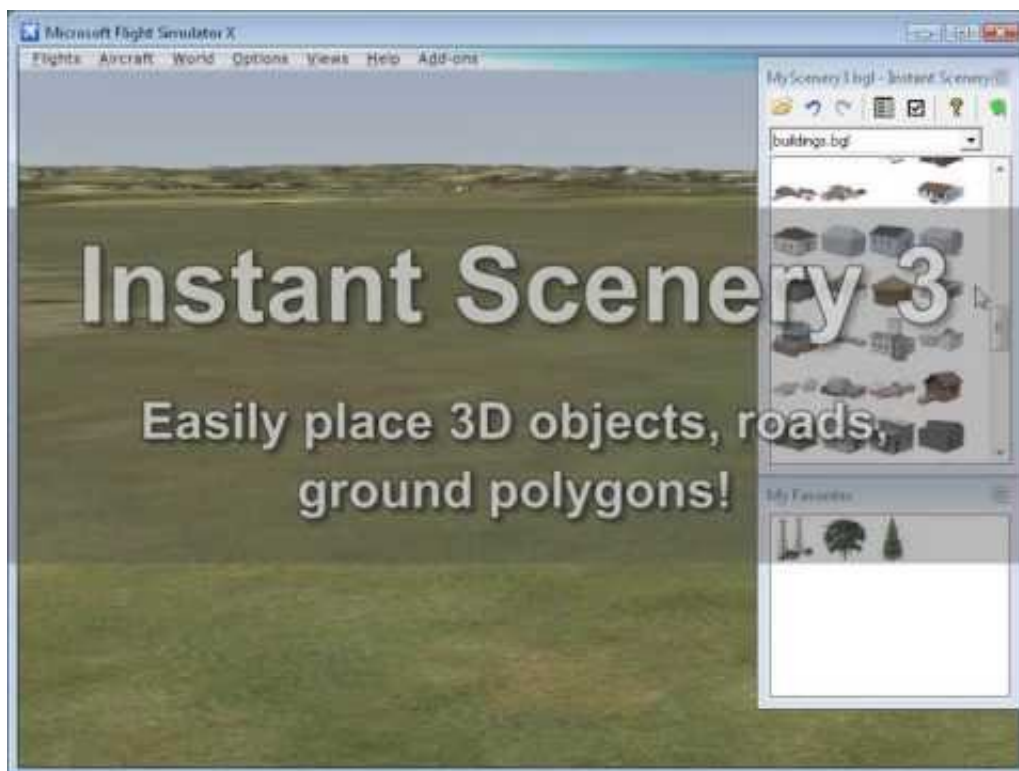 Microsoft Flight Simulator X
Flights Aircraft World Options Views Help Add-ons
MyScenery1.bgl - Instant Scenery
buildings.bgl
Instant Scenery 3
Easily place 3D objects, roads,
ground polygons!
My Favorites